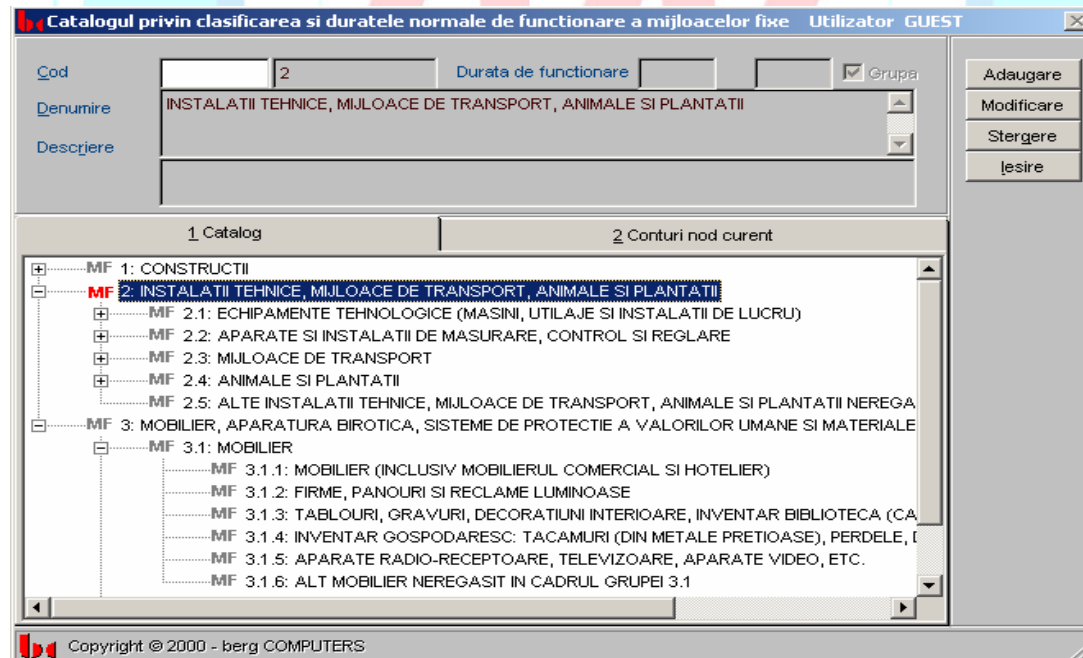 Catalogul privin clasificarea si duratele normale de functionare a mijloacelor fixe Utilizator GUEST
Cod 2 Durata de functionare Grupa
Denumire INSTALATII TEHNICE, MIJLOACE DE TRANSPORT, ANIMALE SI PLANTATII
Descriere
Adaugare
Modificare
Stergere
Iesire
1 Catalog 2 Conturi nod curent
MF 1: CONSTRUCTII
MF 2: INSTALATII TEHNICE, MIJLOACE DE TRANSPORT, ANIMALE SI PLANTATII
MF 2.1: ECHIPAMENTE TEHNOLOGICE (MASINI, UTILAJE SI INSTALATII DE LUCRU)
MF 2.2: APARATE SI INSTALATII DE MASURARE, CONTROL SI REGLARE
MF 2.3: MIJLOACE DE TRANSPORT
MF 2.4: ANIMALE SI PLANTATII
MF 2.5: ALTE INSTALATII TEHNICE, MIJLOACE DE TRANSPORT, ANIMALE SI PLANTATII NEREGA
MF 3: MOBILIER, APARATURA BIROTICA, SISTEME DE PROTECTIE A VALORILOR UMANE SI MATERIALE
MF 3.1: MOBILIER
MF 3.1.1: MOBILIER (INCLUSIV MOBILIERUL COMERCIAL SI HOTELIER)
MF 3.1.2: FIRME, PANOURI SI RECLAME LUMINOASE
MF 3.1.3: TABLOURI, GRAVURI, DECORATIUNI INTERIOARE, INVENTAR BIBLIOTECA (CA
MF 3.1.4: INVENTAR GOSPODARESC: TACAMURI (DIN METALE PRETIOASE), PERDELE,
MF 3.1.5: APARATE RADIO-RECEPTOARE, TELEVIZOARE, APARATE VIDEO, ETC.
MF 3.1.6: ALT MOBILIER NEREGASIT IN CADRUL GRUPEI 3.1
Copyright © 2000 - berg COMPUTERS